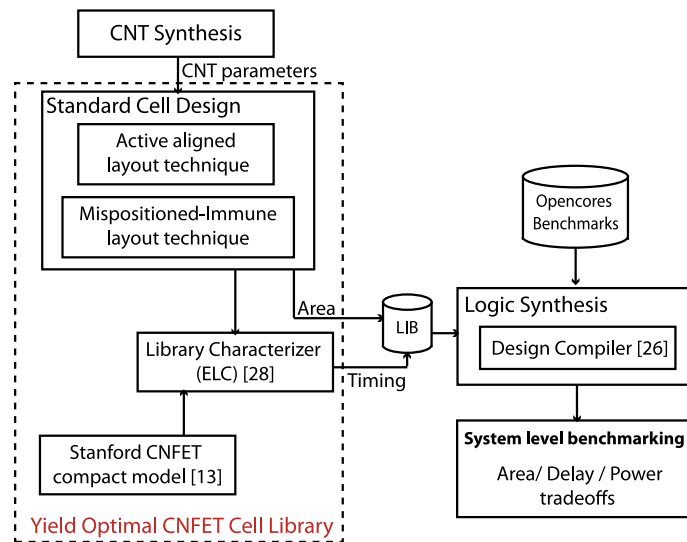 CNT Synthesis
CNT parameters
Standard Cell Design
Active aligned
layout technique
Mispositioned-Immune
layout technique
Opencores
Benchmarks
Area
LIB
Logic Synthesis
Design Compiler [26]
Library Characterizer
(ELC) [28]
Timing
Stanford CNFET
compact model [13]
System level benchmarking
Area/ Delay / Power
tradeoffs
Yield Optimal CNFET Cell Library